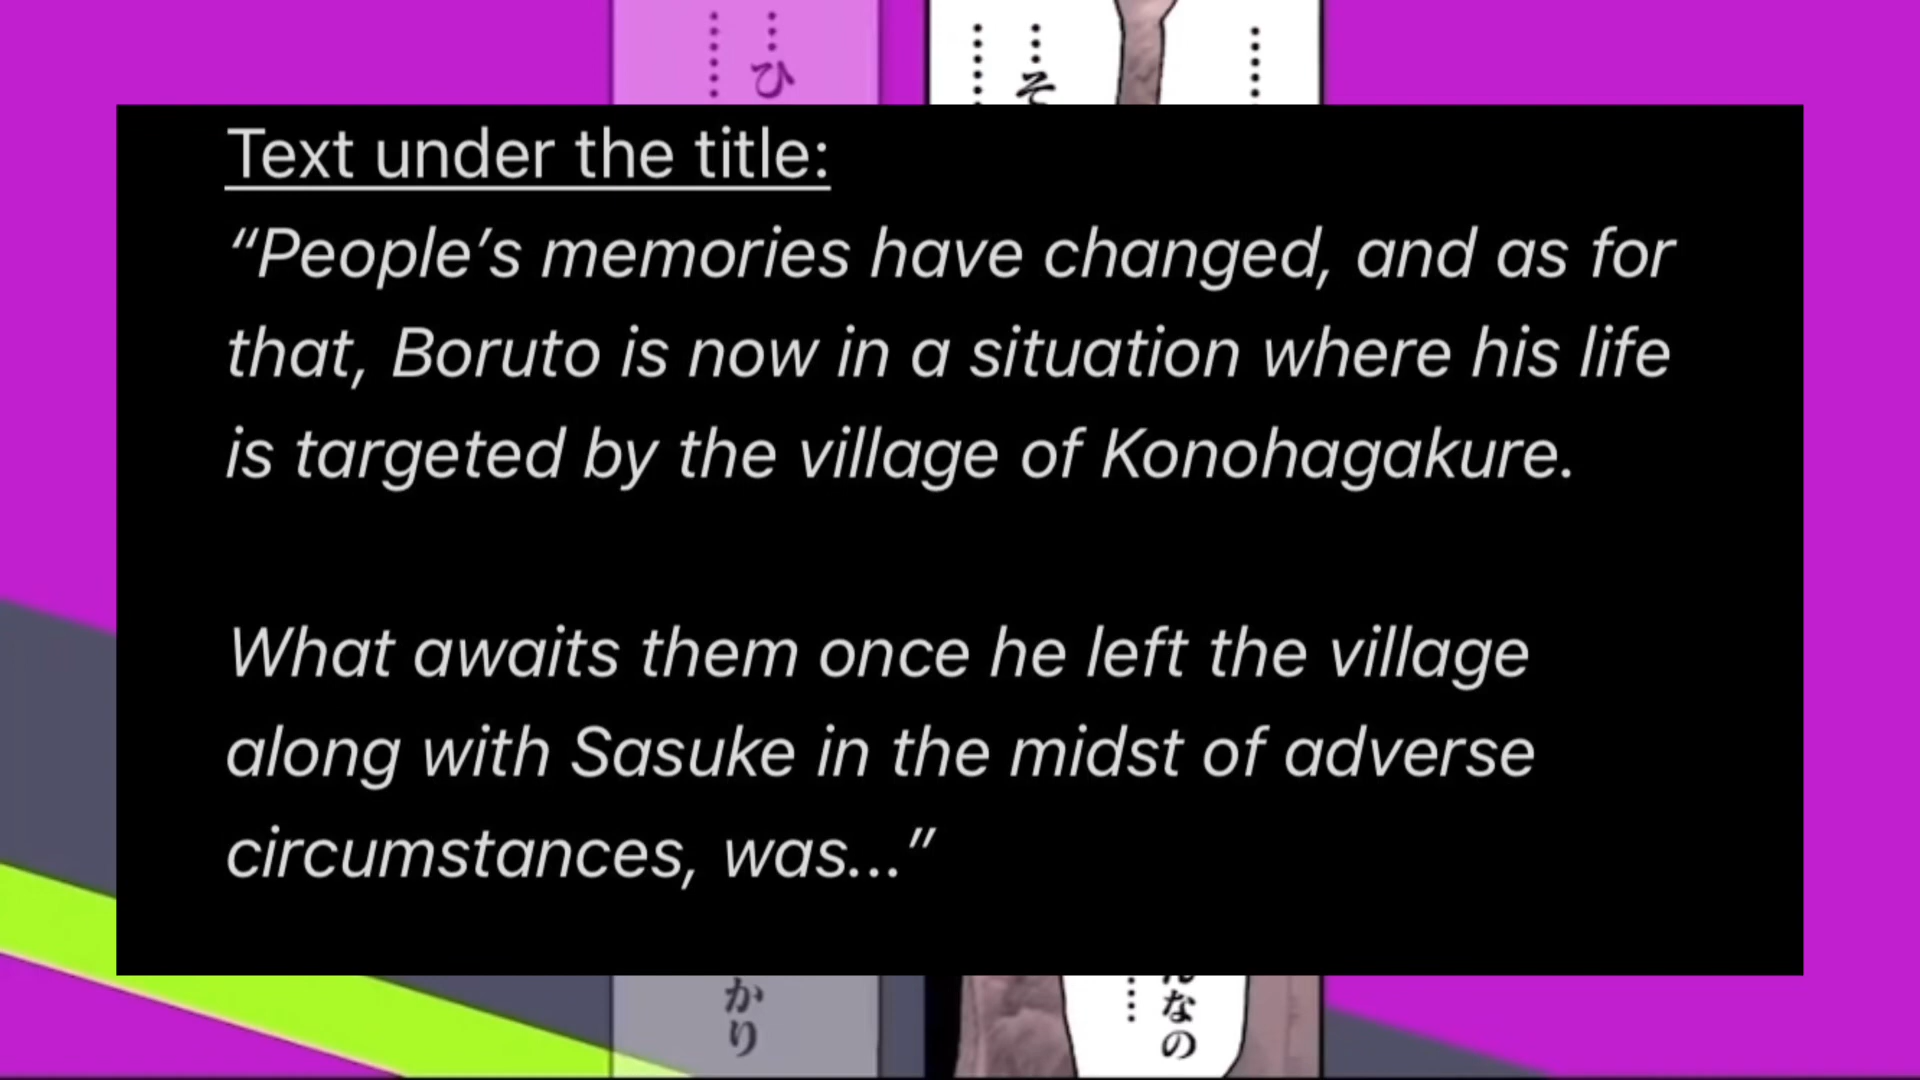 ……ひ
……
……
……そ
……
Text under the title:
“People’s memories have changed, and as for
that, Boruto is now in a situation where his life
is targeted by the village of Konohagakure.
What awaits them once he left the village
along with Sasuke in the midst of adverse
circumstances, was...”
かり
んなの
……